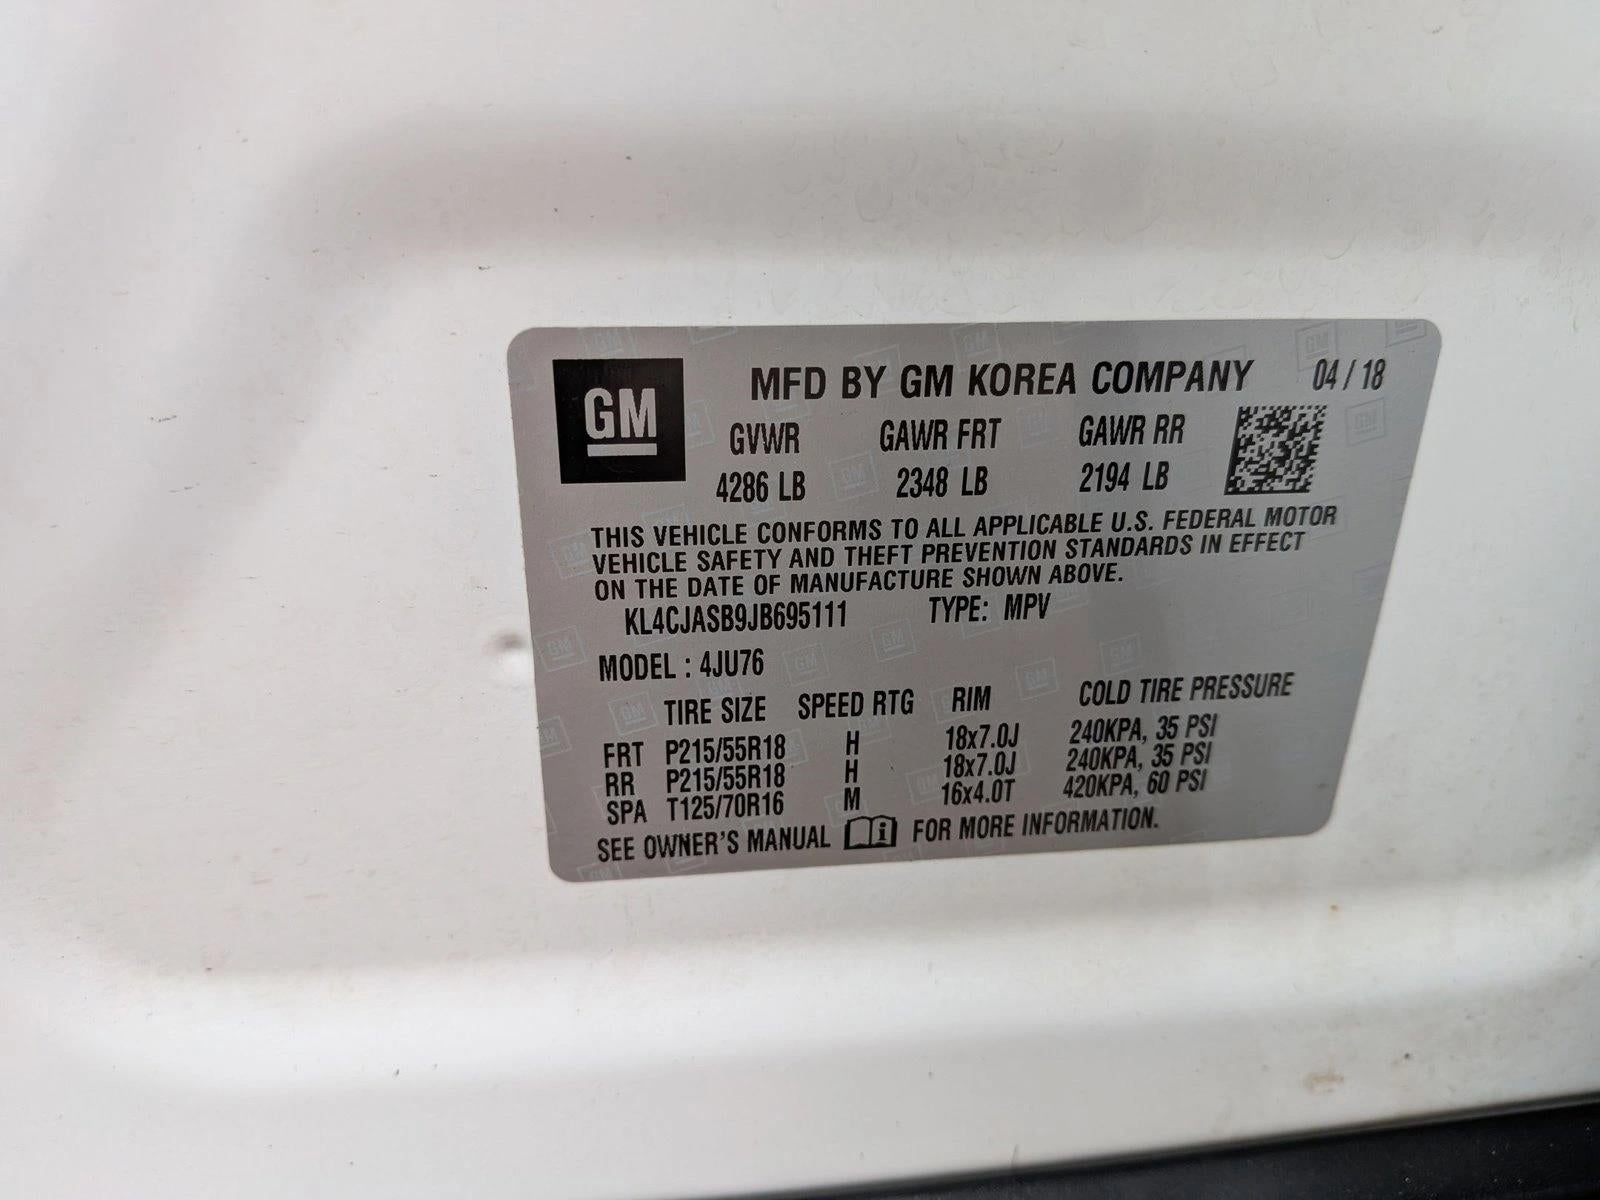 GM MFD BY GM KOREA COMPANY 04 / 18
GVWR GAWR FRT GAWR RR
4286 LB 2348 LB 2194 LB
THIS VEHICLE CONFORMS TO ALL APPLICABLE U.S. FEDERAL MOTOR
VEHICLE SAFETY AND THEFT PREVENTION STANDARDS IN EFFECT
ON THE DATE OF MANUFACTURE SHOWN ABOVE.
KL4CJASB9JB695111 TYPE: MPV
MODEL : 4JU76
TIRE SIZE SPEED RTG RIM COLD TIRE PRESSURE
FRT P215/55R18 H 18x7.0J 240KPA, 35 PSI
RR P215/55R18 H 18x7.0J 240KPA, 35 PSI
SPA T125/70R16 M 16x4.0T 420KPA, 60 PSI
SEE OWNER'S MANUAL FOR MORE INFORMATION.